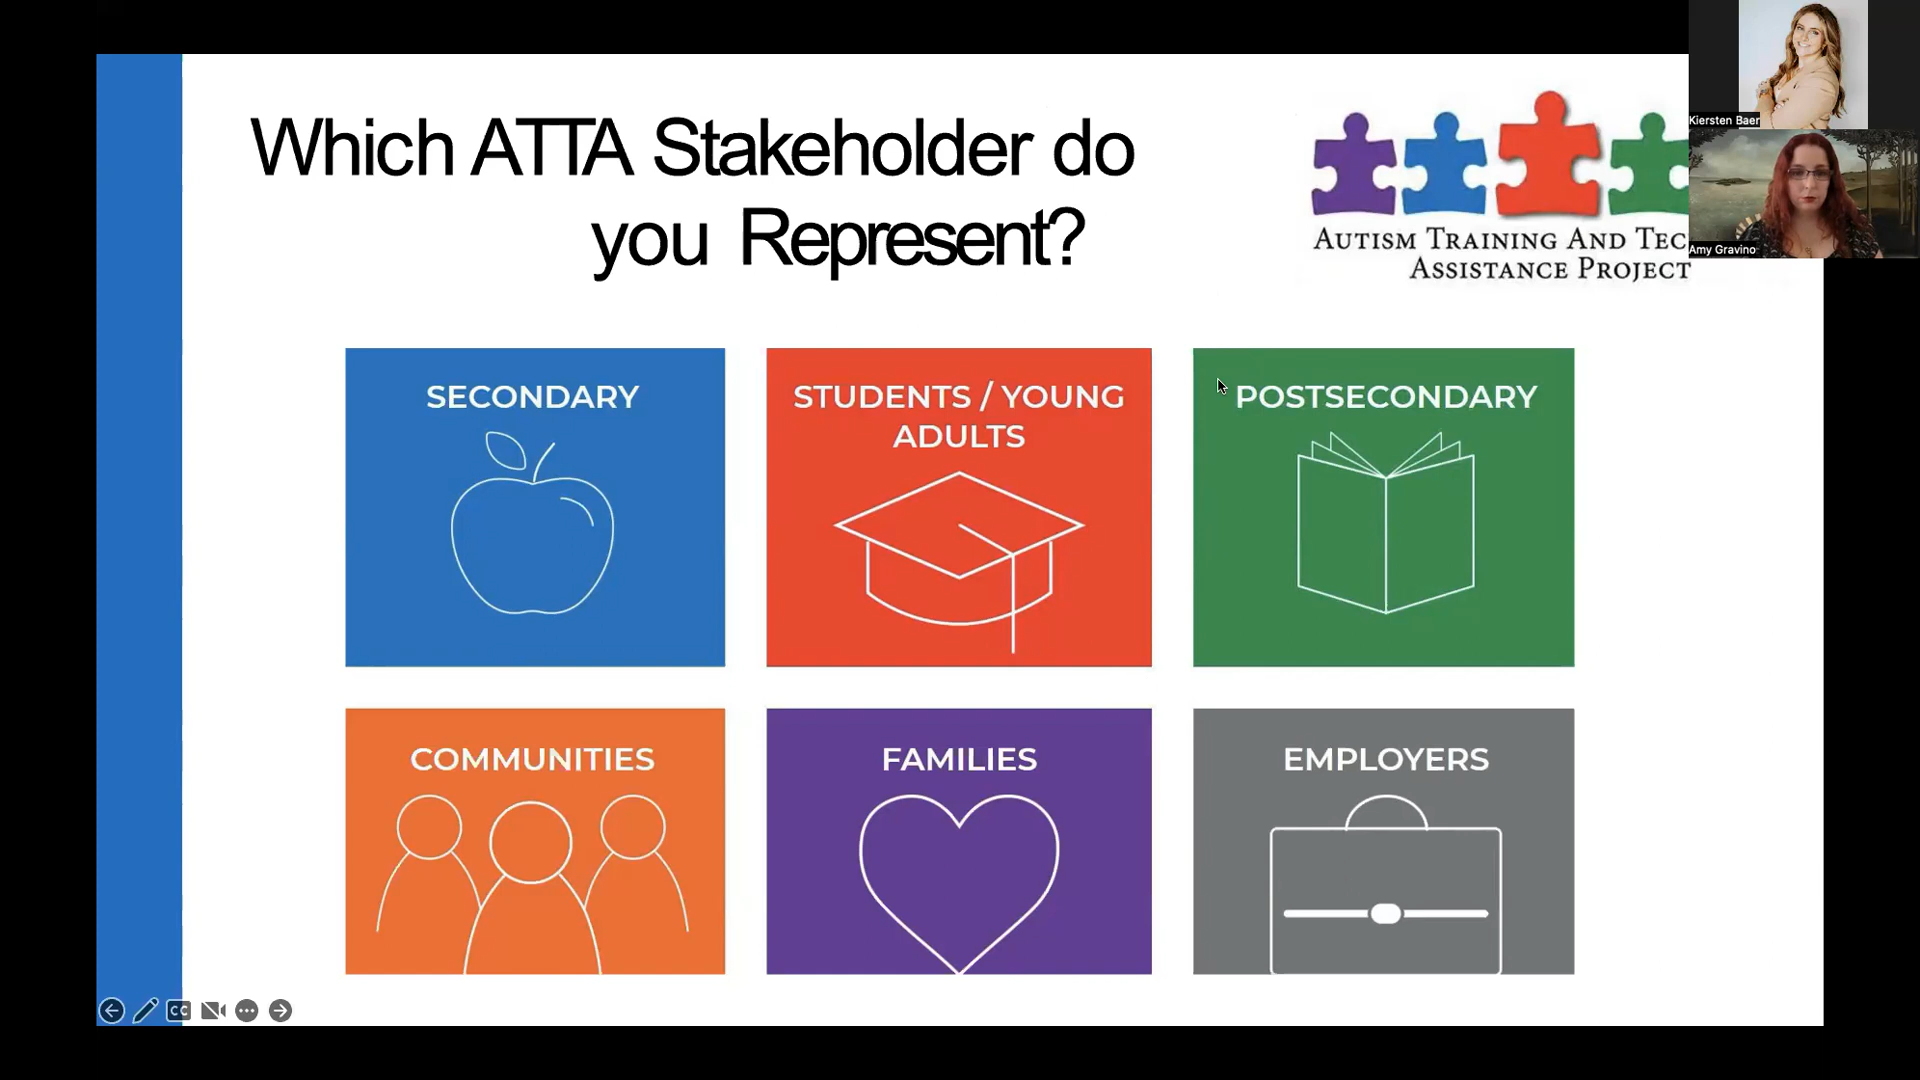 Which ATTA Stakeholder do
you Represent?
AUTISM TRAINING AND TEC
ASSISTANCE PROJECT
Kiersten Baer
Amy Gravino
SECONDARY
STUDENTS / YOUNG
ADULTS
POSTSECONDARY
COMMUNITIES
FAMILIES
EMPLOYERS
CC